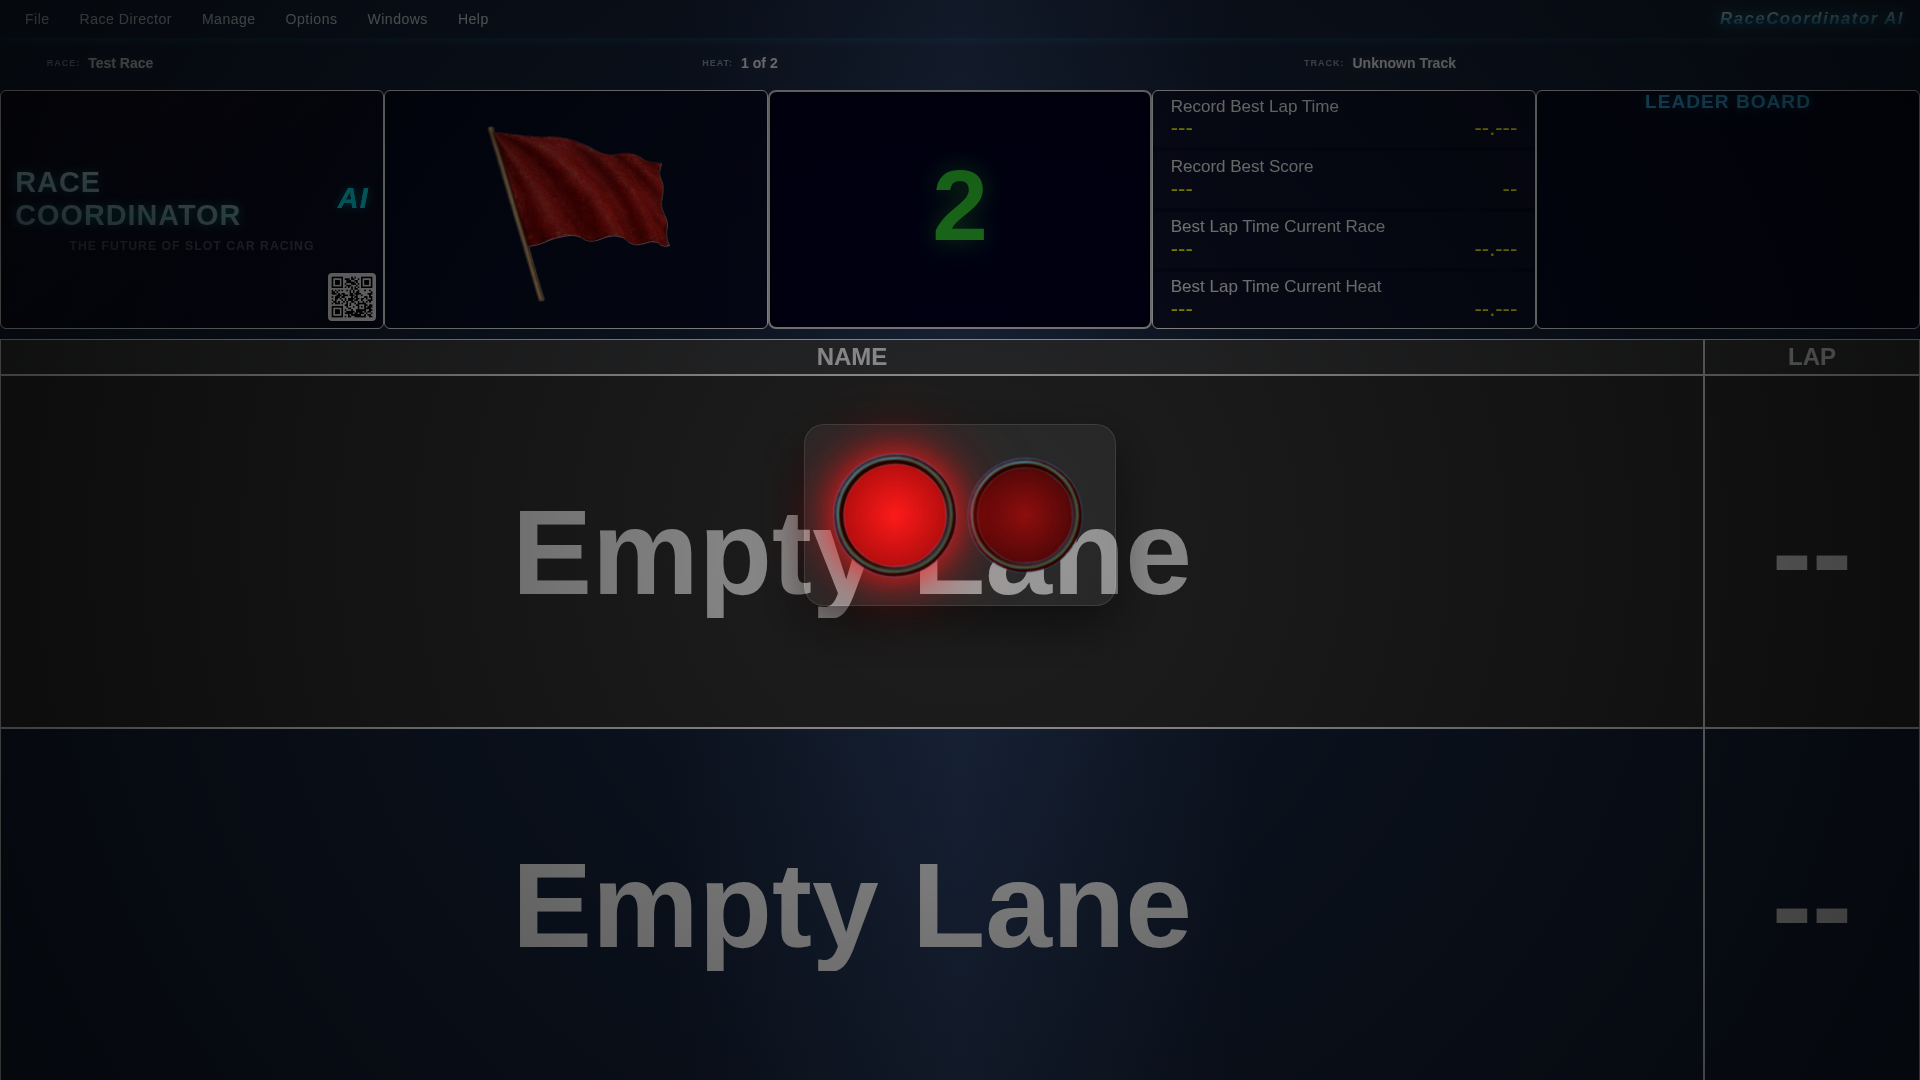 File Race Director Manage Options Windows Help RaceCoordinator AI
RACE: Test Race HEAT: 1 of 2 TRACK: Unknown Track
RACE
COORDINATOR
AI
THE FUTURE OF SLOT CAR RACING
2
Record Best Lap Time
--- --.---
Record Best Score
--- --
Best Lap Time Current Race
--- --.---
Best Lap Time Current Heat
--- --.---
LEADER BOARD
NAME LAP
Empty Lane --
Empty Lane --